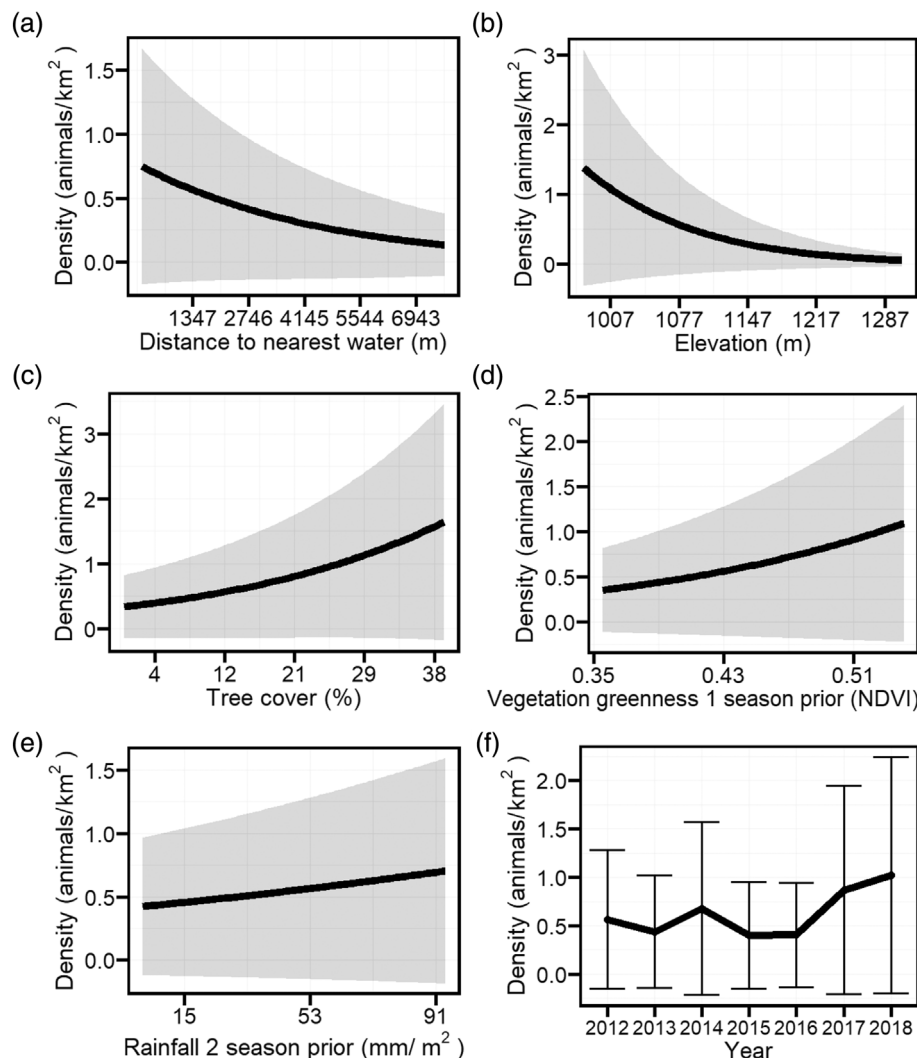 (a)
Density (animals/km²)
1.5
1.0
0.5
0.0
1347 2746 4145 5544 6943
Distance to nearest water (m)
(b)
Density (animals/km²)
3
2
1
0
1007 1077 1147 1217 1287
Elevation (m)
(c)
Density (animals/km²)
3
2
1
0
4 12 21 29 38
Tree cover (%)
(d)
Density (animals/km²)
2.5
2.0
1.5
1.0
0.5
0.0
0.35 0.43 0.51
Vegetation greenness 1 season prior (NDVI)
(e)
Density (animals/km²)
1.5
1.0
0.5
0.0
15 53 91
Rainfall 2 season prior (mm/ m²)
(f)
Density (animals/km²)
2.0
1.5
1.0
0.5
0.0
2012 2013 2014 2015 2016 2017 2018
Year